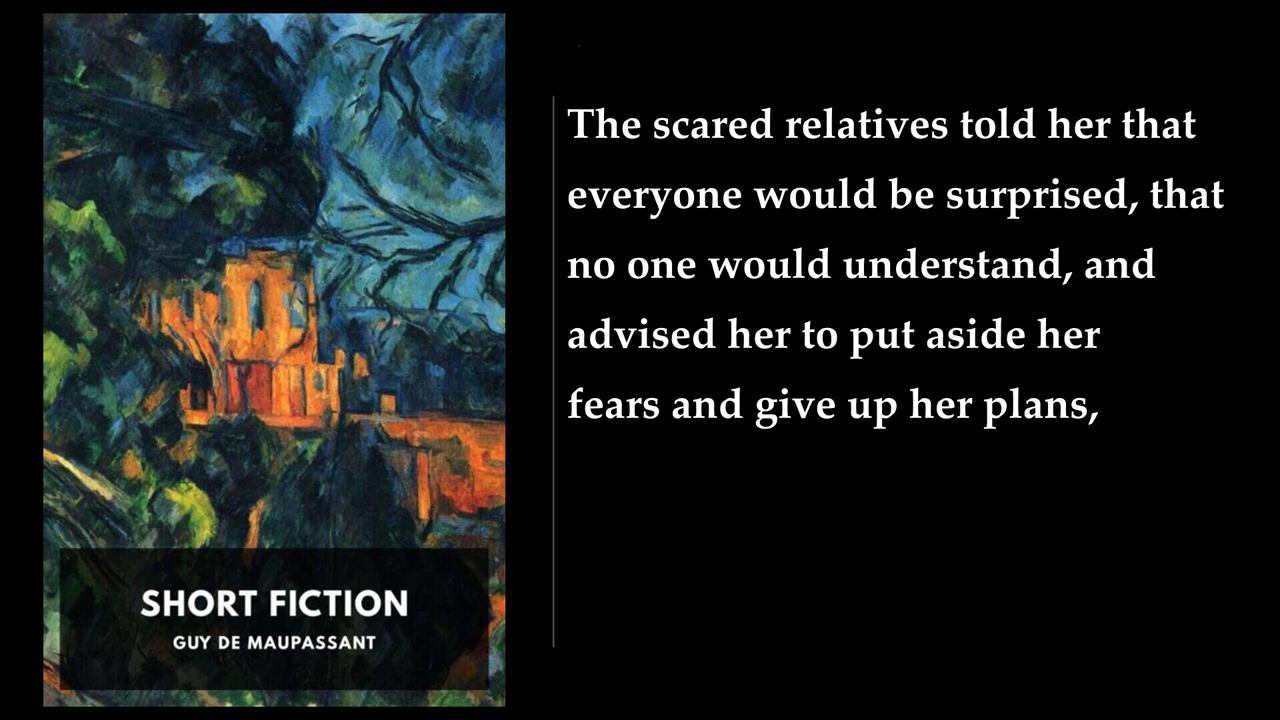 The scared relatives told her that
everyone would be surprised, that
no one would understand, and
advised her to put aside her
fears and give up her plans,
SHORT FICTION
GUY DE MAUPASSANT